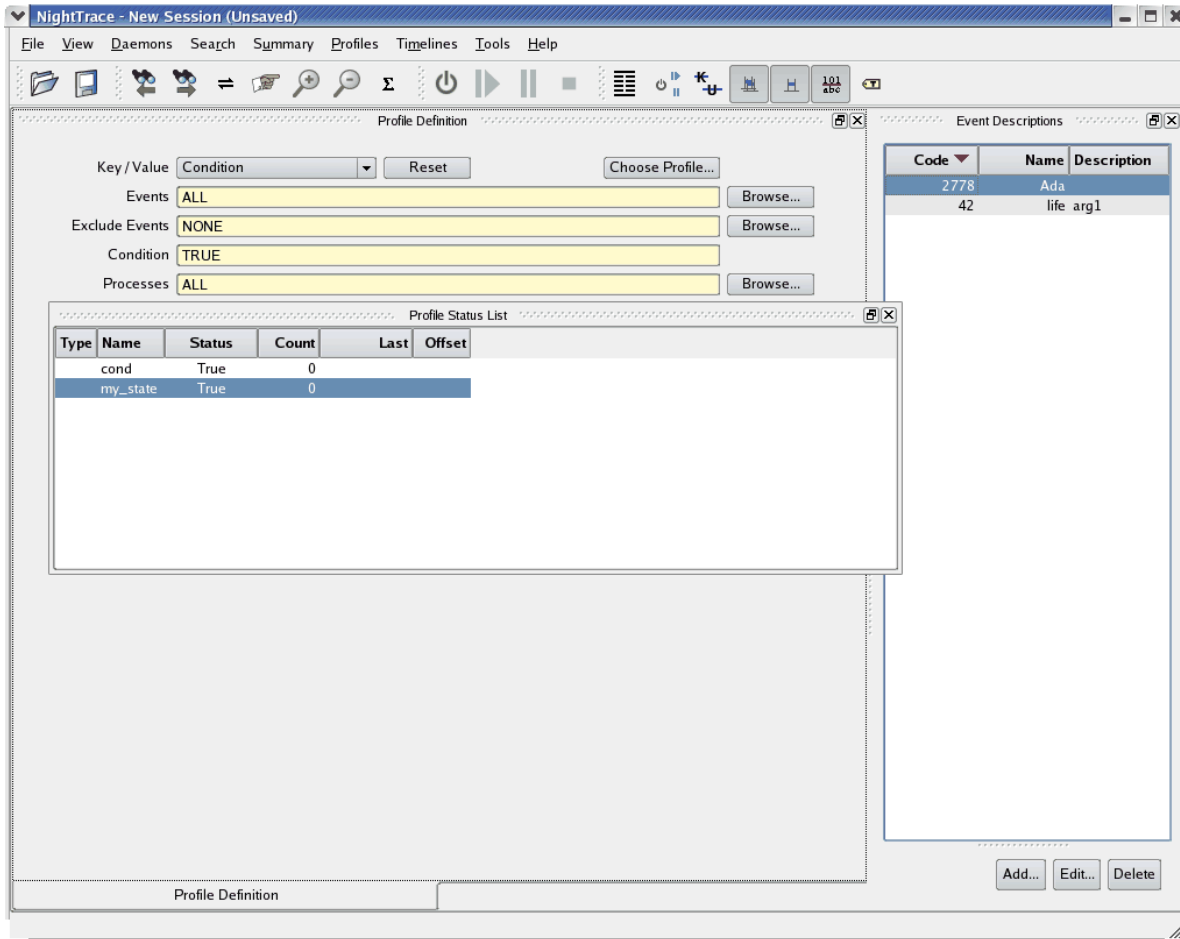 NightTrace - New Session (Unsaved)
File View Daemons Search Summary Profiles Timelines Tools Help
Σ K U 101 abc T
Profile Definition
Key / Value Condition Reset Choose Profile...
Events ALL Browse...
Exclude Events NONE Browse...
Condition TRUE
Processes ALL Browse...
Profile Status List
Type Name Status Count Last Offset
cond True 0
my_state True 0
Profile Definition
Event Descriptions
Code Name Description
2778 Ada
42 life arg1
Add... Edit... Delete